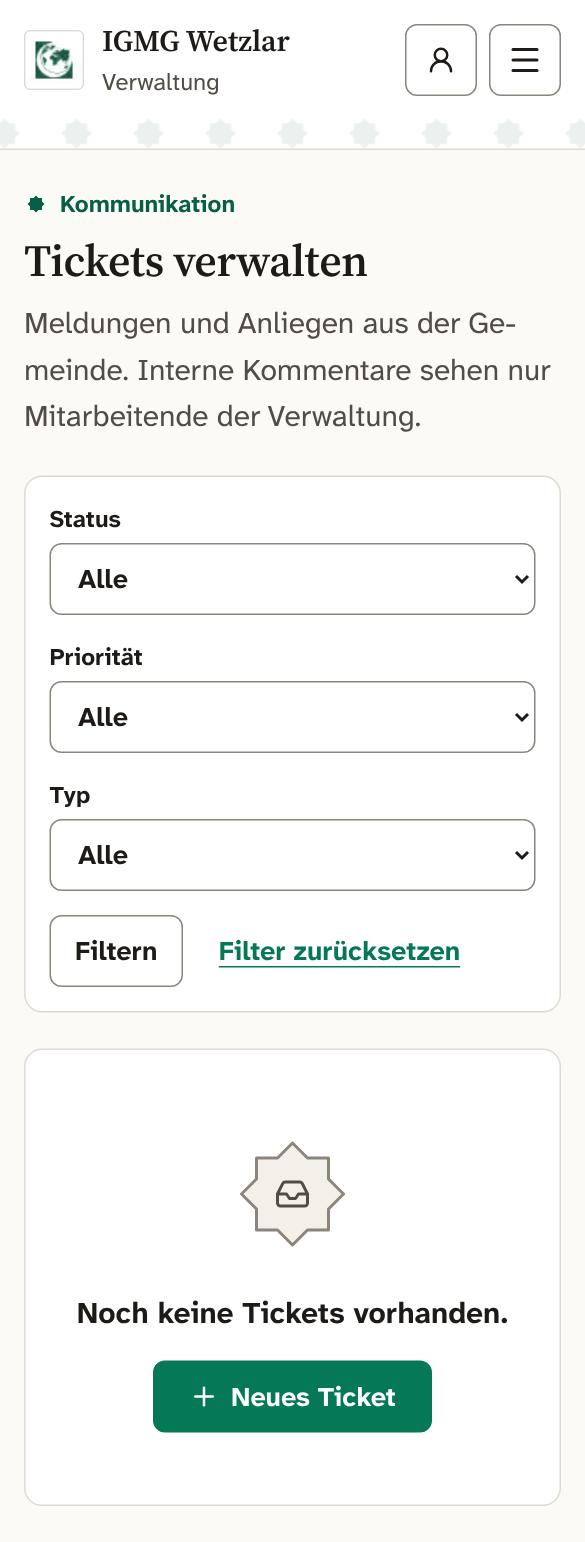 IGMG Wetzlar
Verwaltung
Kommunikation
Tickets verwalten
Meldungen und Anliegen aus der Ge-
meinde. Interne Kommentare sehen nur
Mitarbeitende der Verwaltung.
Status
Alle
Priorität
Alle
Typ
Alle
Filtern Filter zurücksetzen
Noch keine Tickets vorhanden.
Neues Ticket